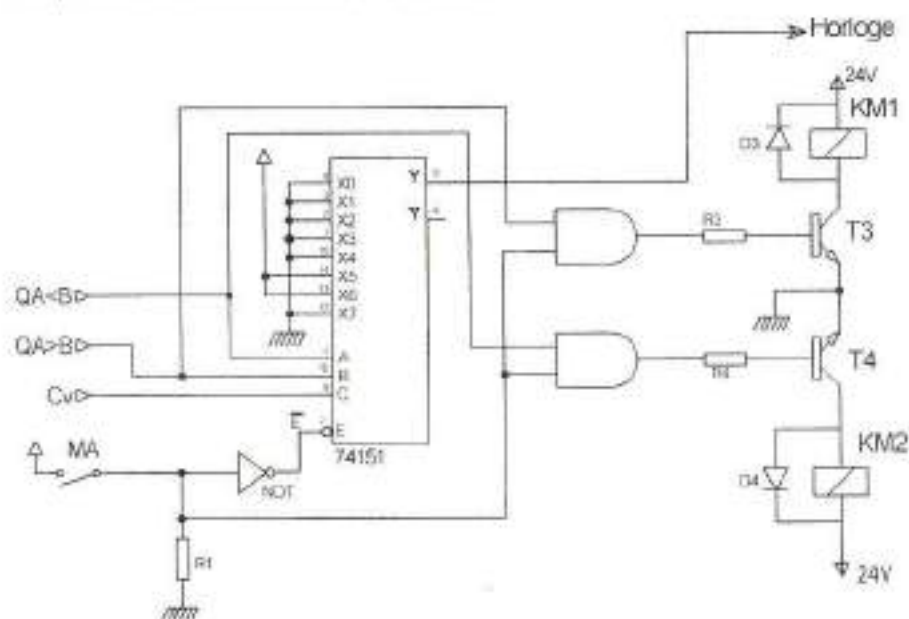 Horloge
24V
KM1
D3
X0
X1
X2
X3
X4
X5
X6
X7
Y
Y
R3
T3
QA<B
QA>B
Cv
A
B
C
E
E
74151
MA
NOT
R1
T4
KM2
D4
24V